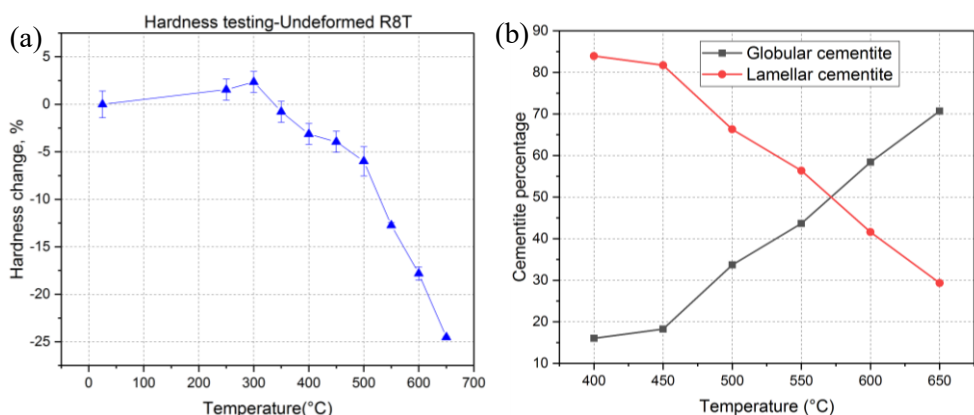 (a)
Hardness testing-Undeformed R8T
Hardness change, %
5
0
-5
-10
-15
-20
-25
0 100 200 300 400 500 600 700
Temperature(°C)
(b)
Globular cementite
Lamellar cementite
Cementite percentage
90
80
70
60
50
40
30
20
10
400 450 500 550 600 650
Temperature (°C)